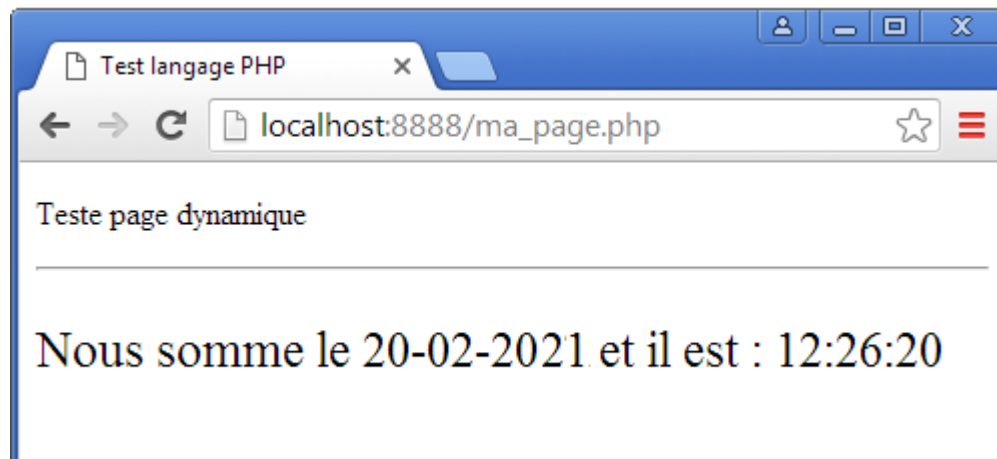 Test langage PHP
localhost:8888/ma_page.php
Teste page dynamique
Nous somme le 20-02-2021 et il est : 12:26:20